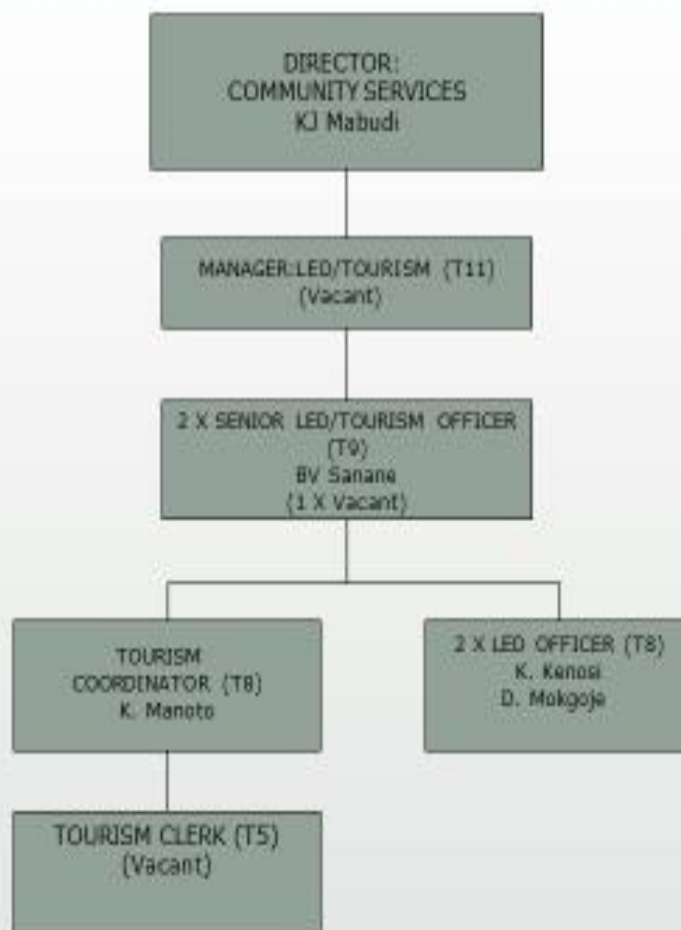 DIRECTOR:
COMMUNITY SERVICES
KJ Mabudi
MANAGER:LED/TOURISM (T11)
(Vacant)
2 X SENIOR LED/TOURISM OFFICER
(T9)
BV Sanane
(1 X Vacant)
TOURISM
COORDINATOR (T8)
K. Manoto
2 X LED OFFICER (T8)
K. Kenosi
D. Mokgoje
TOURISM CLERK (T5)
(Vacant)